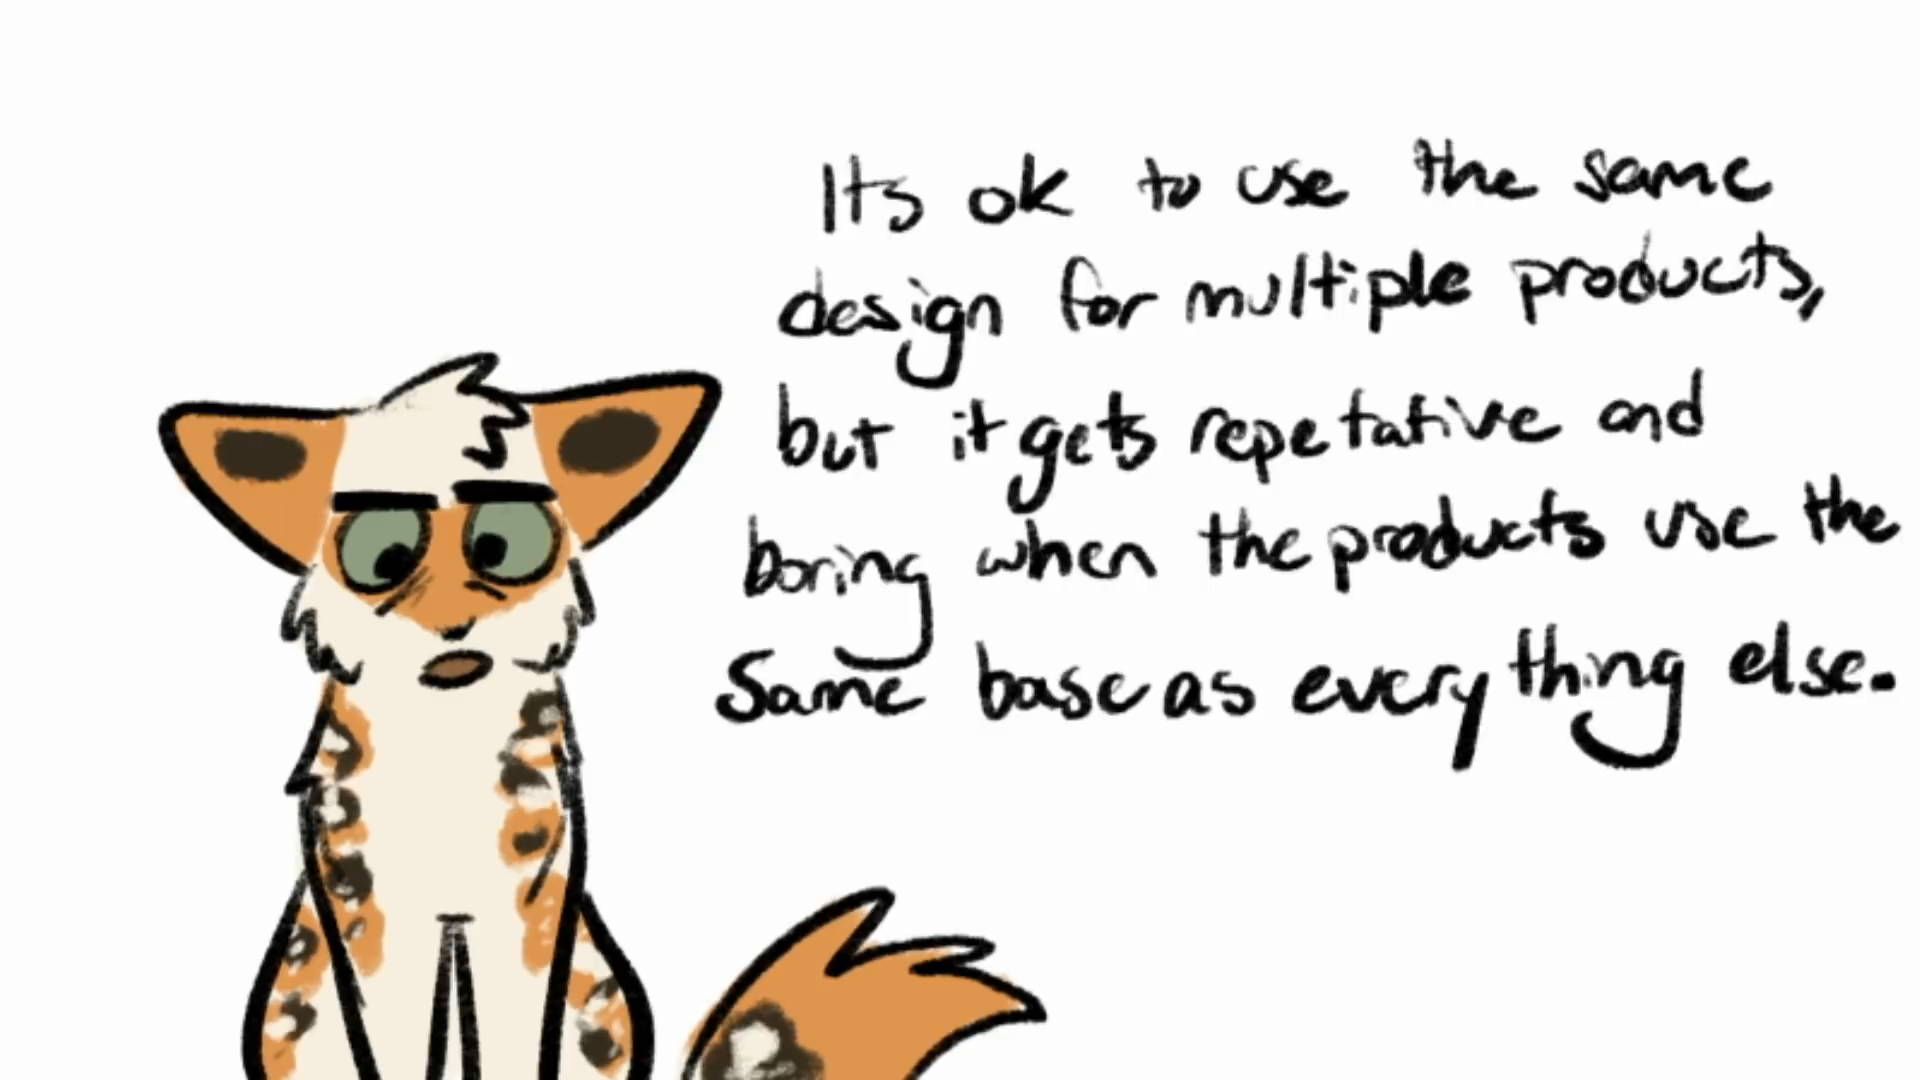 Its ok to use the same
design for multiple products,
but it gets repetative and
boring when the products use the
Same base as everything else.